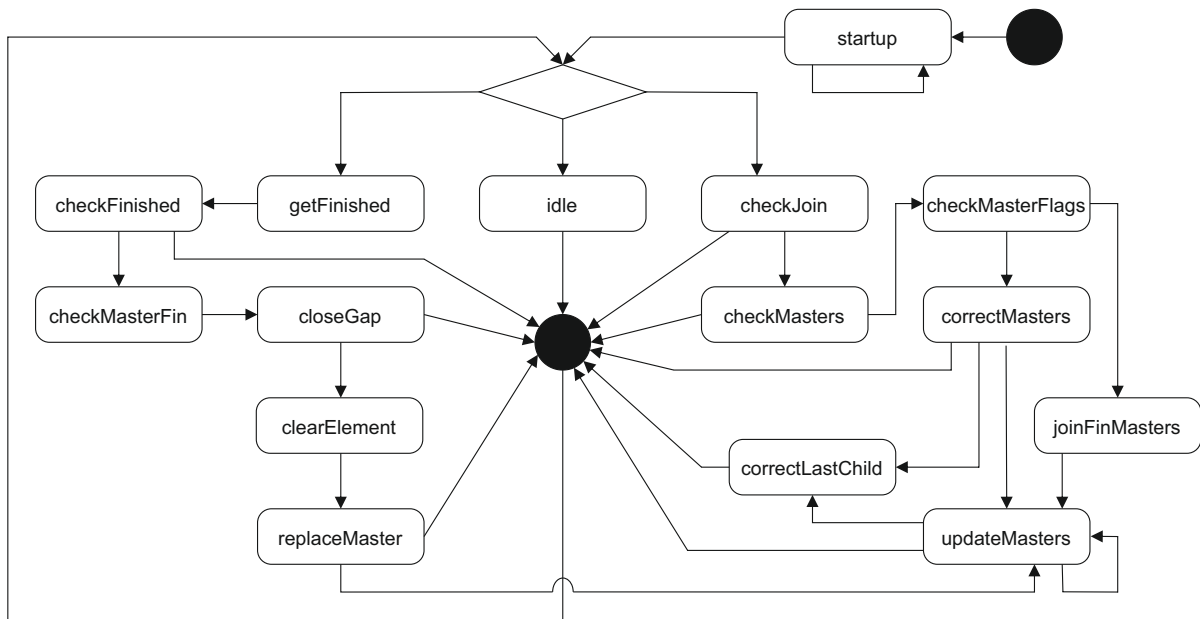 startup
checkFinished
getFinished
idle
checkJoin
checkMasterFlags
checkMasterFin
closeGap
checkMasters
correctMasters
clearElement
joinFinMasters
correctLastChild
replaceMaster
updateMasters